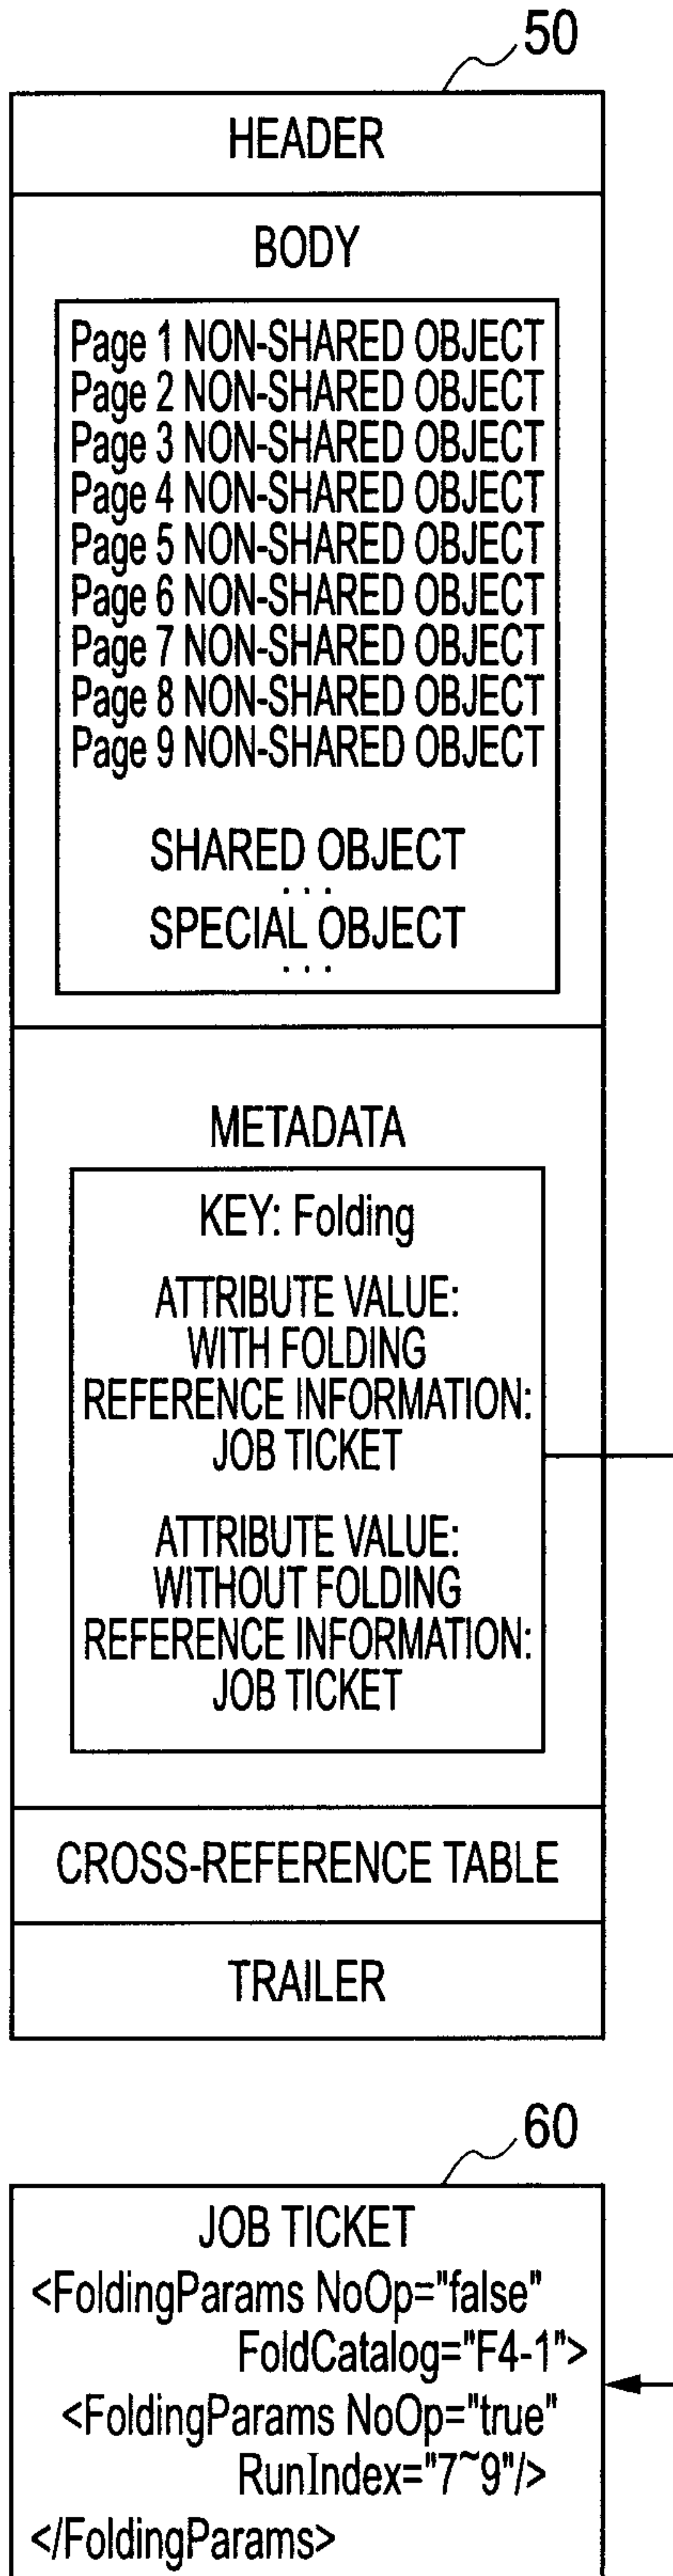 50
HEADER
BODY
Page 1 NON-SHARED OBJECT
Page 2 NON-SHARED OBJECT
Page 3 NON-SHARED OBJECT
Page 4 NON-SHARED OBJECT
Page 5 NON-SHARED OBJECT
Page 6 NON-SHARED OBJECT
Page 7 NON-SHARED OBJECT
Page 8 NON-SHARED OBJECT
Page 9 NON-SHARED OBJECT
SHARED OBJECT
...
SPECIAL OBJECT
...
METADATA
KEY: Folding
ATTRIBUTE VALUE:
WITH FOLDING
REFERENCE INFORMATION:
JOB TICKET
ATTRIBUTE VALUE:
WITHOUT FOLDING
REFERENCE INFORMATION:
JOB TICKET
CROSS-REFERENCE TABLE
TRAILER
60
JOB TICKET
<FoldingParams NoOp="false"
FoldCatalog="F4-1">
<FoldingParams NoOp="true"
RunIndex="7~9"/>
</FoldingParams>